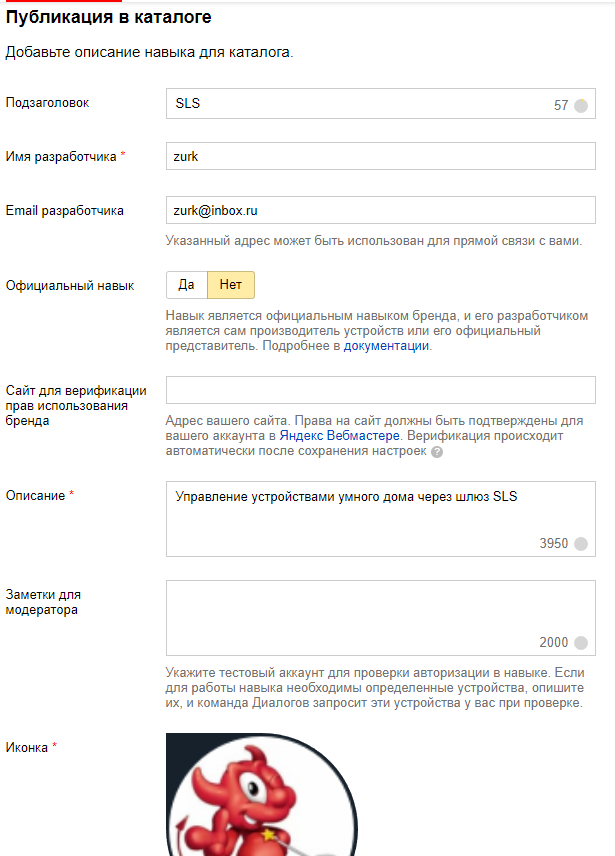 Публикация в каталоге
Добавьте описание навыка для каталога.
Подзаголовок
SLS
57
Имя разработчика *
zurk
Email разработчика
zurk@inbox.ru
Указанный адрес может быть использован для прямой связи с вами.
Официальный навык
Да
Нет
Навык является официальным навыком бренда, и его разработчиком
является сам производитель устройств или его официальный
представитель. Подробнее в документации.
Сайт для верификации
прав использования
бренда
Адрес вашего сайта. Права на сайт должны быть подтверждены для
вашего аккаунта в Яндекс Вебмастере. Верификация происходит
автоматически после сохранения настроек ?
Описание *
Управление устройствами умного дома через шлюз SLS
3950
Заметки для
модератора
2000
Укажите тестовый аккаунт для проверки авторизации в навыке. Если
для работы навыка необходимы определенные устройства, опишите
их, и команда Диалогов запросит эти устройства у вас при проверке.
Иконка *